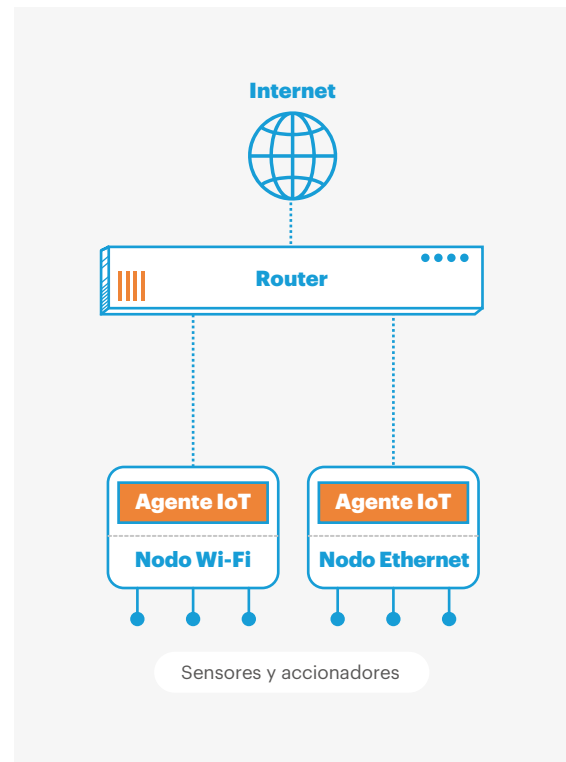 Internet
Router
Agente IoT
Agente IoT
Nodo Wi-Fi
Nodo Ethernet
Sensores y accionadores